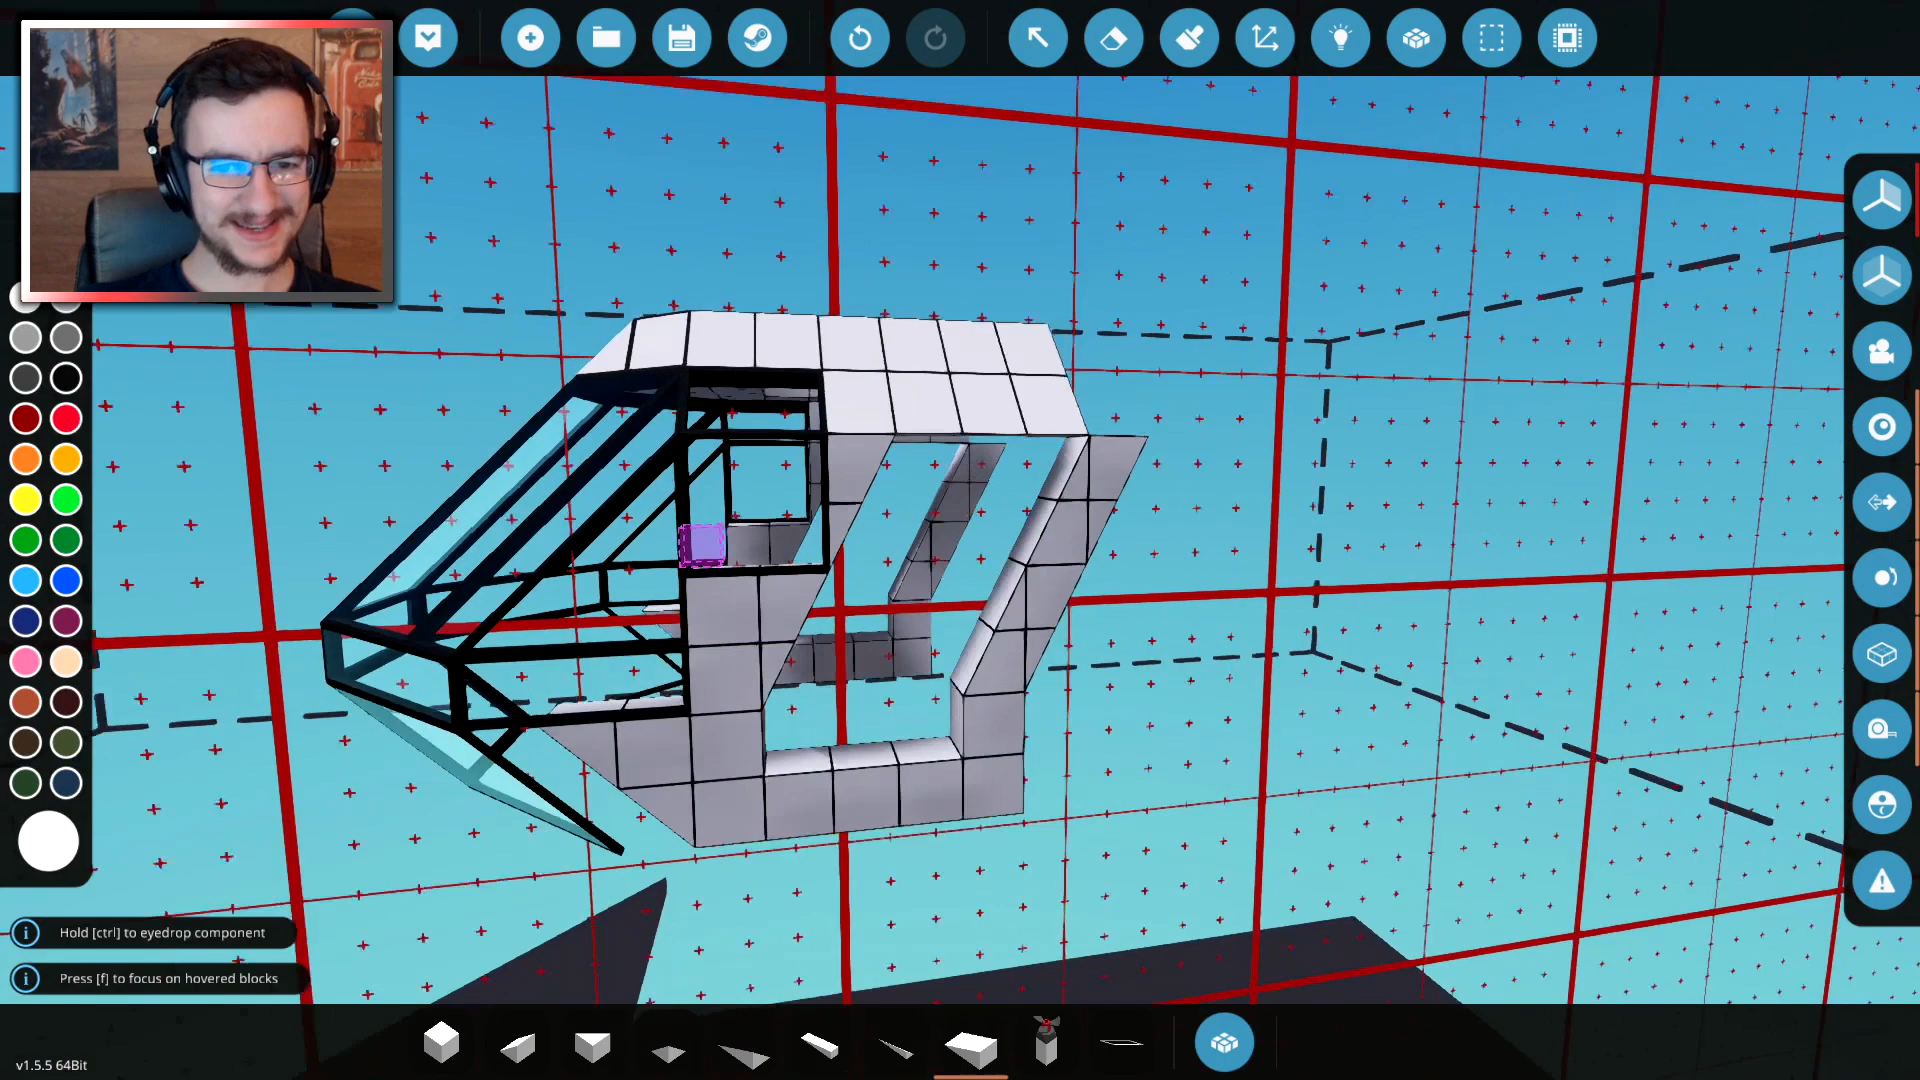 Hold [ctrl] to eyedrop component
Press [f] to focus on hovered blocks
v1.5.5 64Bit